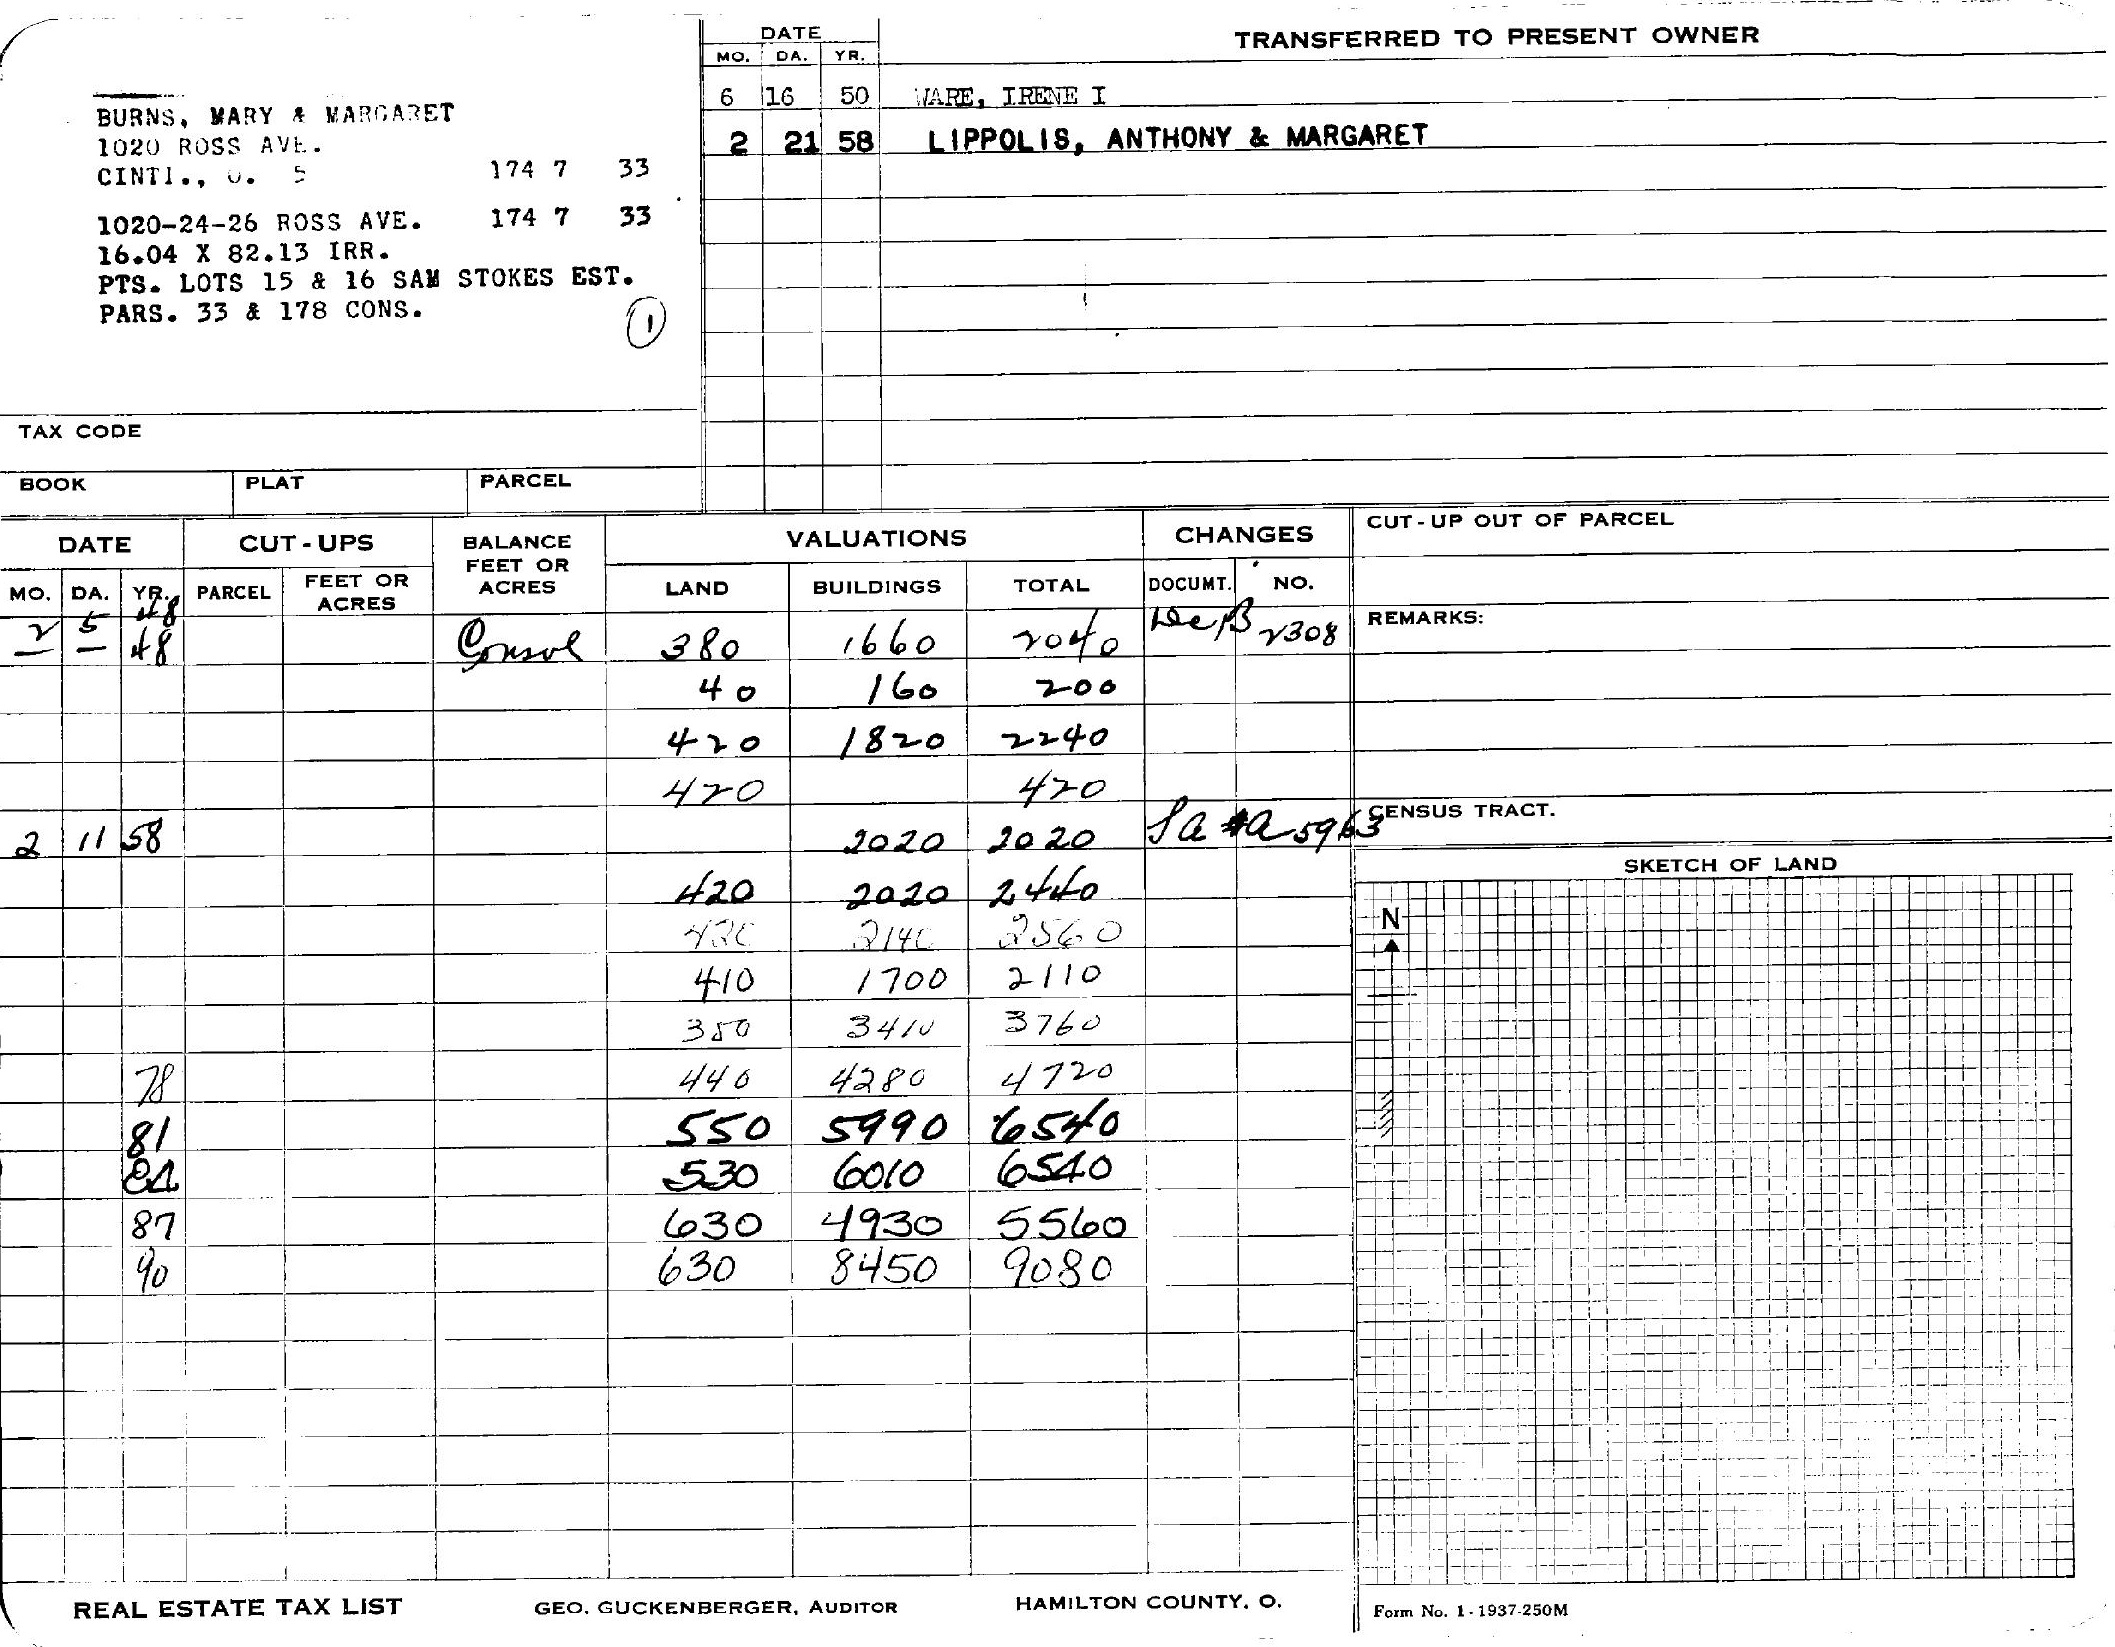 BURNS, MARY & MARGARET
1020 ROSS AVE.
CINTI., O. 5 174 7 33
1020-24-26 ROSS AVE. 174 7 33
16.04 X 82.13 IRR.
PTS. LOTS 15 & 16 SAM STOKES EST.
PARS. 33 & 178 CONS.
1
TAX CODE
BOOK PLAT PARCEL
DATE TRANSFERRED TO PRESENT OWNER
MO. DA. YR.
6 16 50 WARE, IRENE I
2 21 58 LIPPOLIS, ANTHONY & MARGARET
DATE CUT-UPS BALANCE FEET OR ACRES VALUATIONS CHANGES
MO. DA. YR. PARCEL FEET OR ACRES LAND BUILDINGS TOTAL DOCUMT. NO.
2 5 48
— — 48 Consol 380 1660 2040 2308
40 160 200
420 1820 2240
420 420
2 11 58 2020 2020 5963
420 2020 2440
420 2140 2560
410 1700 2110
350 3410 3760
78 440 4280 4720
81 550 5990 6540
84 530 6010 6540
87 630 4930 5560
90 630 8450 9080
CUT-UP OUT OF PARCEL
REMARKS:
CENSUS TRACT.
SKETCH OF LAND
N
REAL ESTATE TAX LIST GEO. GUCKENBERGER, AUDITOR HAMILTON COUNTY, O. Form No. 1-1937-250M